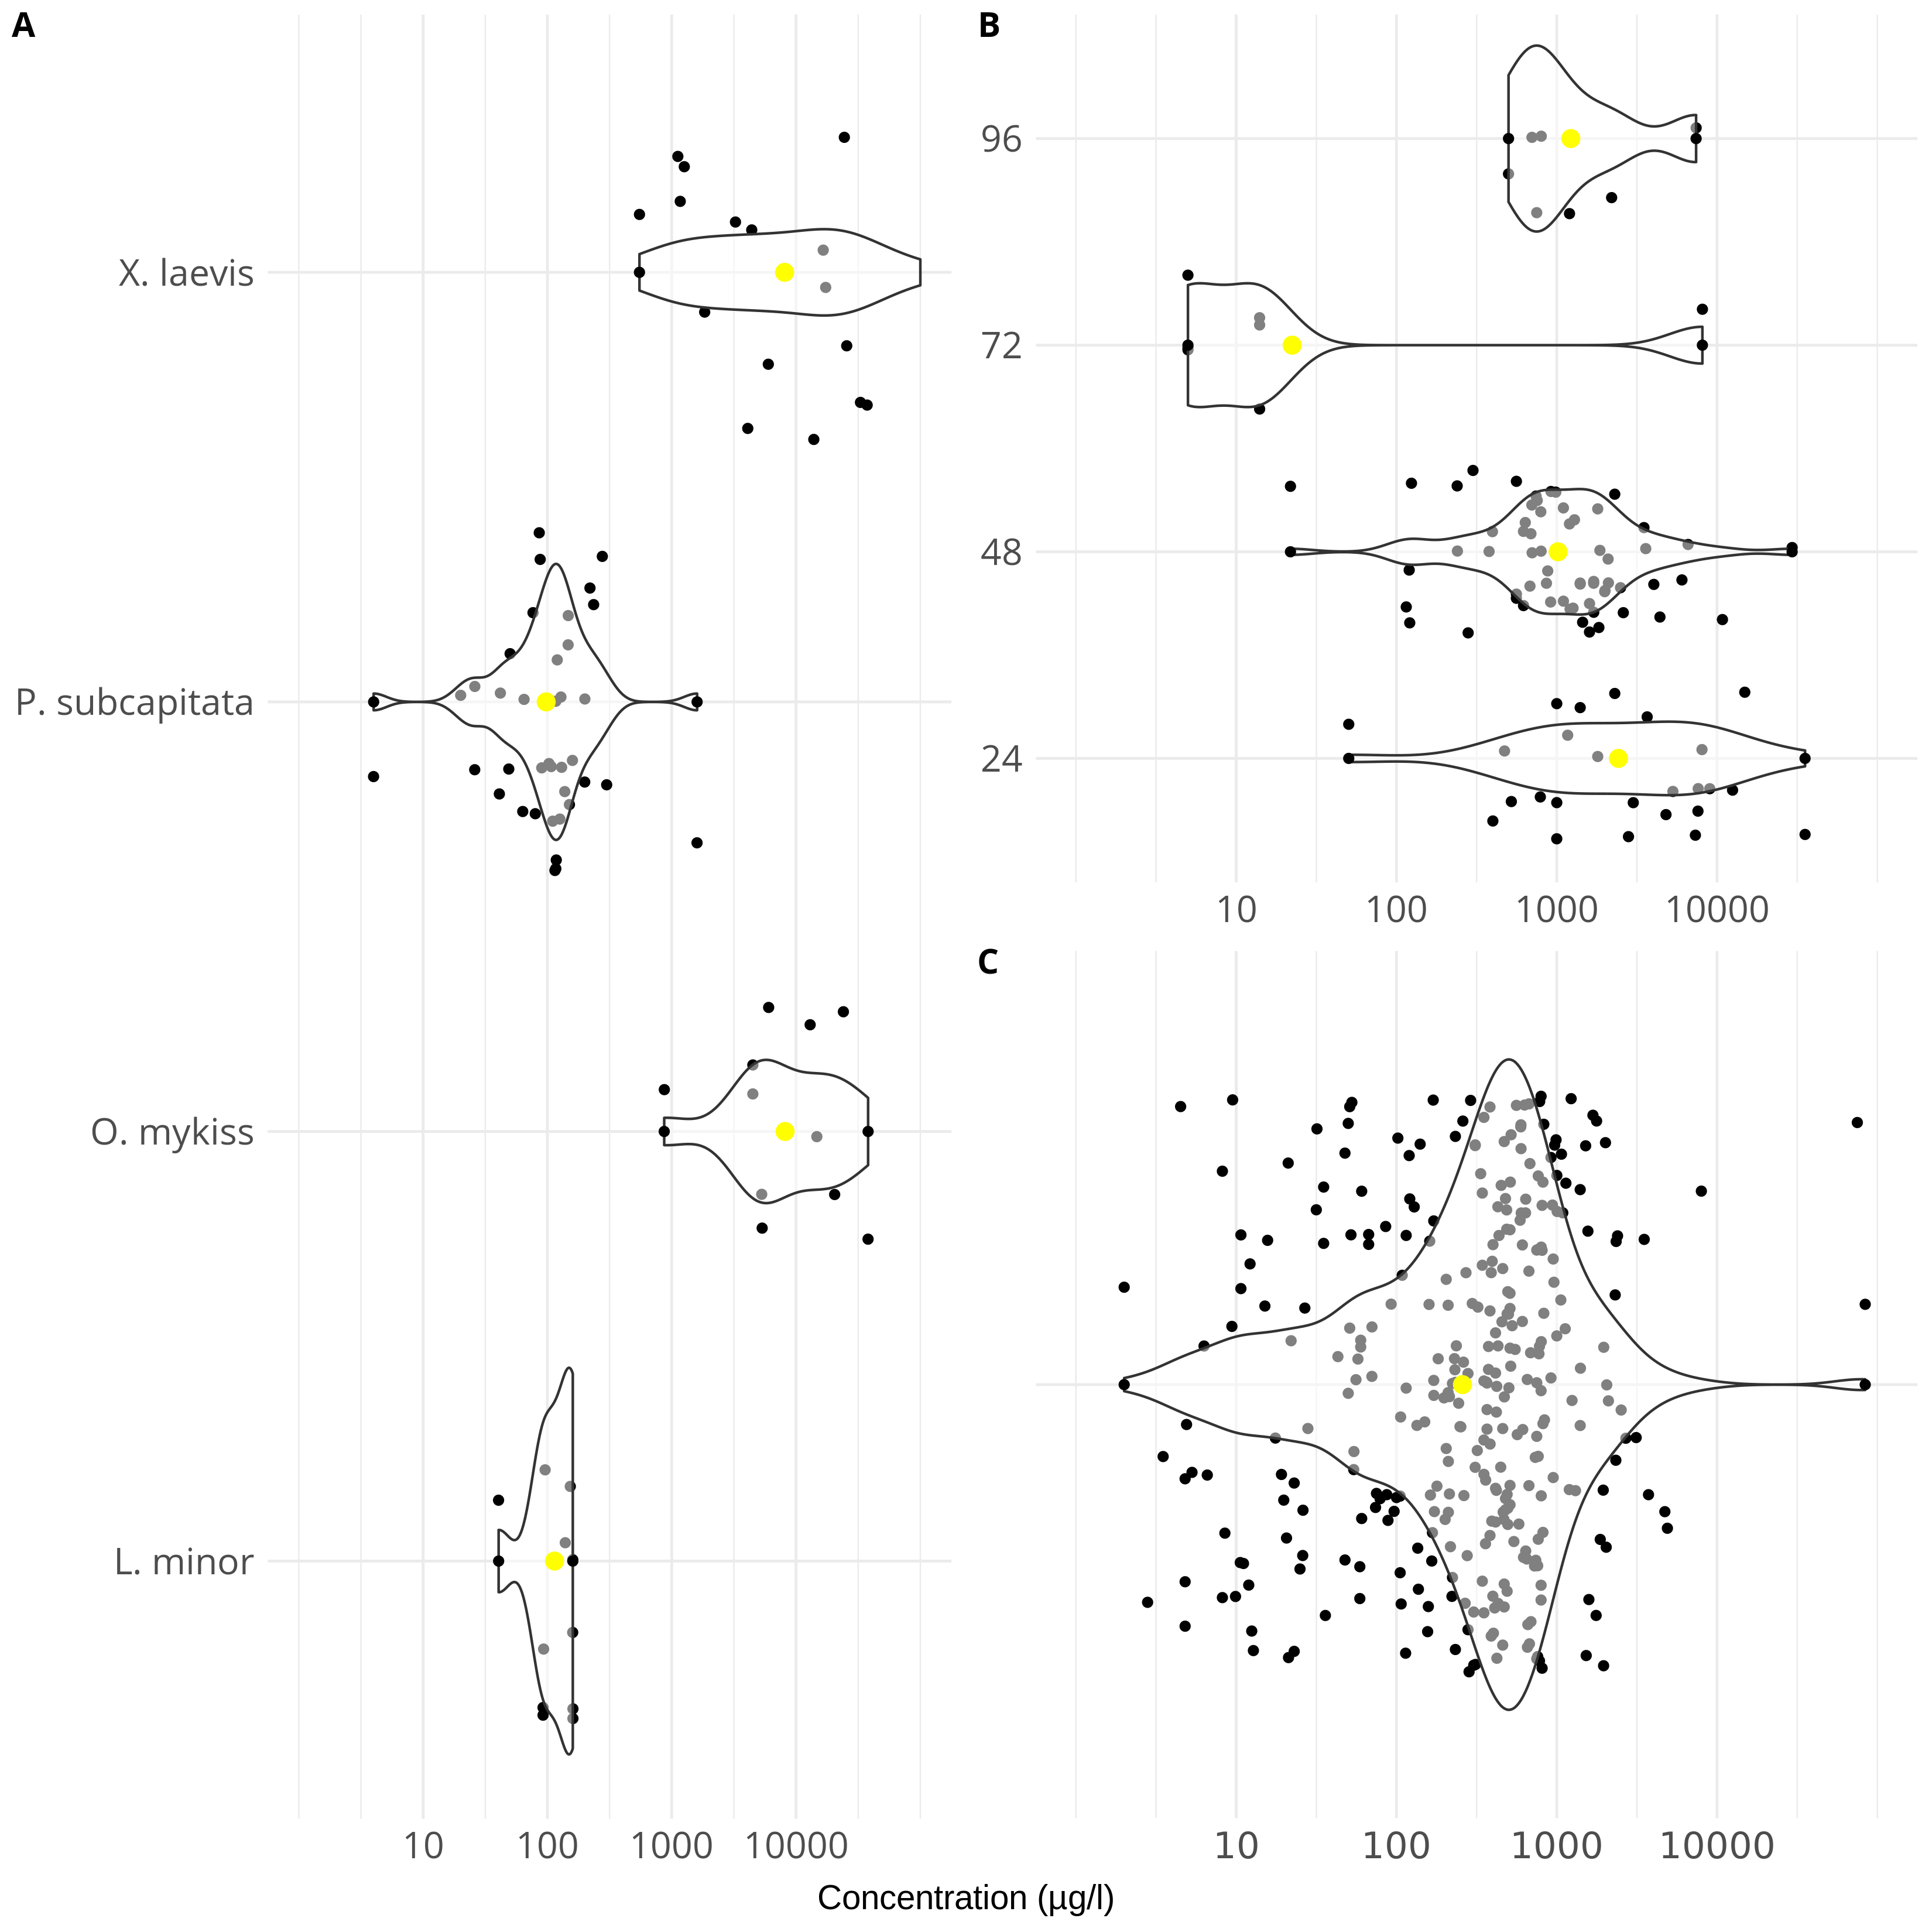 A
X. laevis
P. subcapitata
O. mykiss
L. minor
10 100 1000 10000
B
96
72
48
24
10 100 1000 10000
C
10 100 1000 10000
Concentration (µg/l)